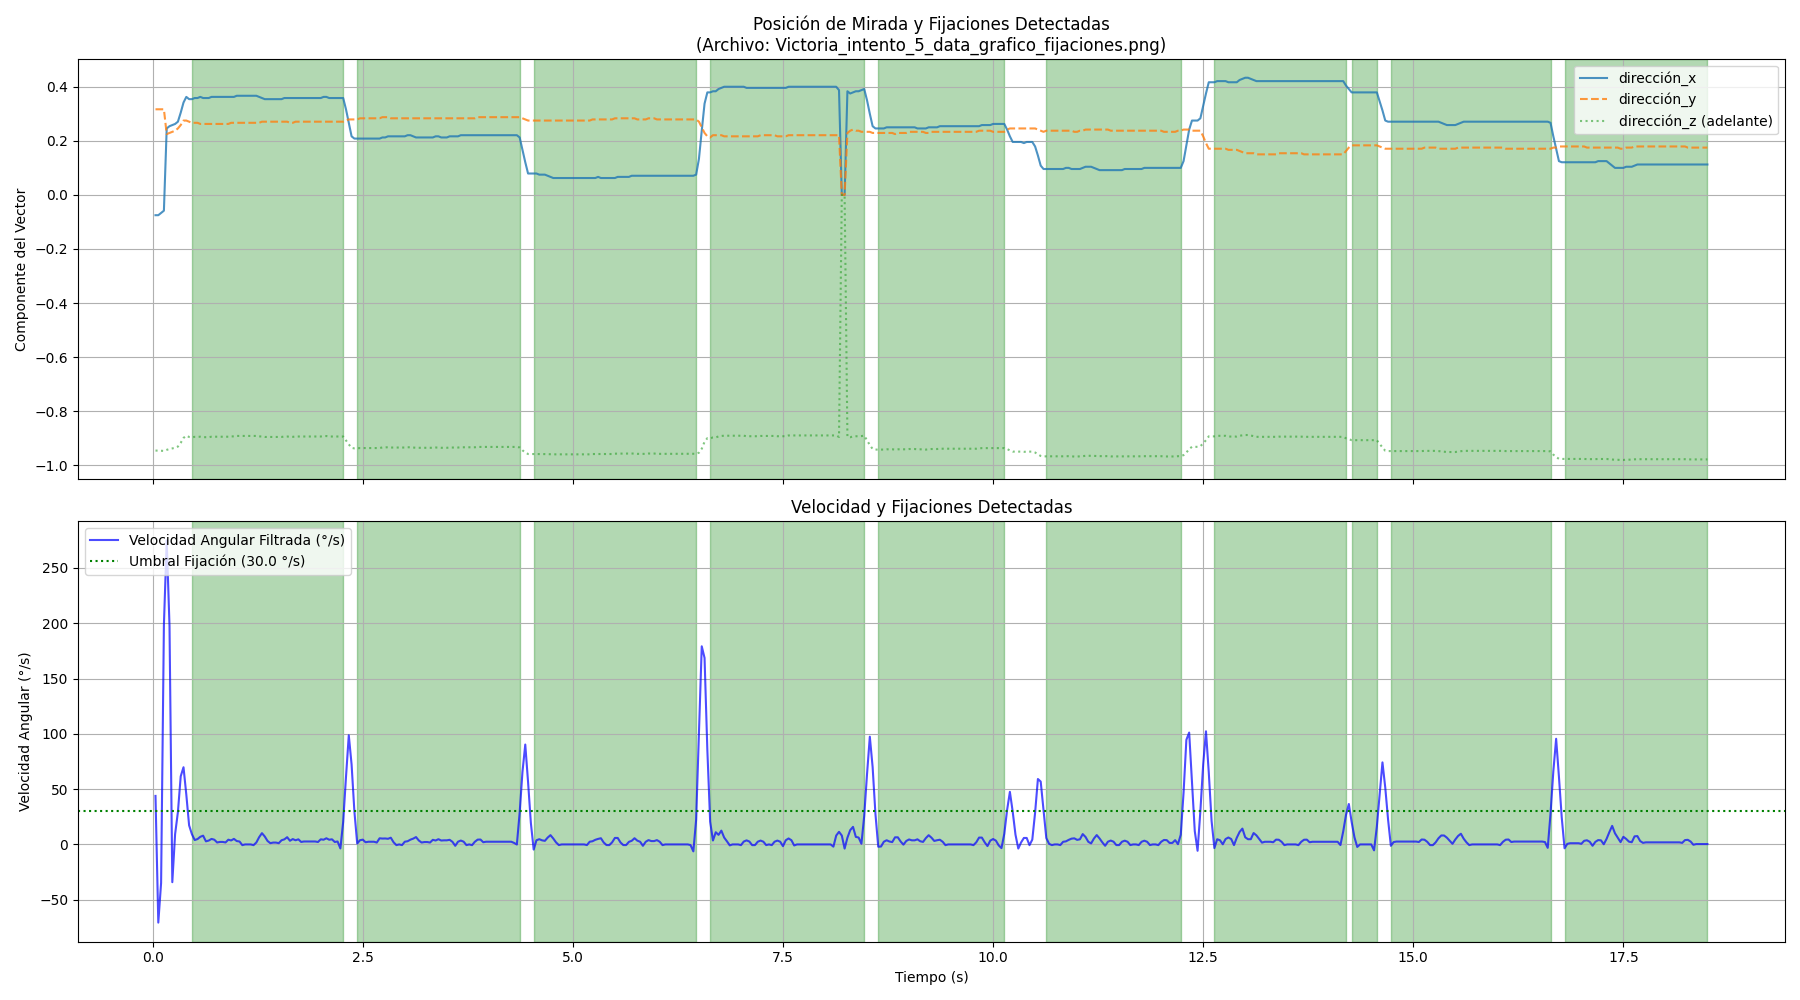 Posición de Mirada y Fijaciones Detectadas
(Archivo: Victoria_intento_5_data_grafico_fijaciones.png)
Componente del Vector
0.4
0.2
0.0
−0.2
−0.4
−0.6
−0.8
−1.0
dirección_x
dirección_y
dirección_z (adelante)
Velocidad y Fijaciones Detectadas
Velocidad Angular (°/s)
250
200
150
100
50
0
−50
Velocidad Angular Filtrada (°/s)
Umbral Fijación (30.0 °/s)
0.0 2.5 5.0 7.5 10.0 12.5 15.0 17.5
Tiempo (s)